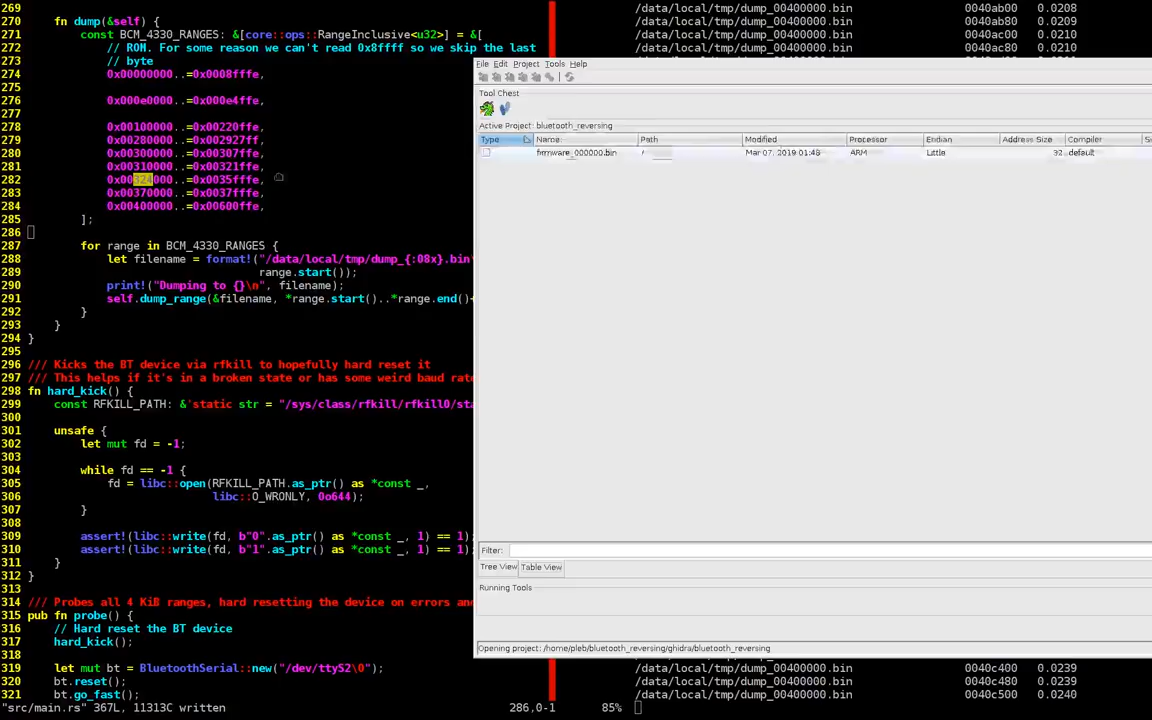 269
270     fn dump(&self) {
271         const BCM_4330_RANGES: &[core::ops::RangeInclusive<u32>] = &[
272             // ROM. For some reason we can't read 0x8ffff so we skip the last
273             // byte
274             0x00000000..=0x0008fffe,
275
276             0x000e0000..=0x000e4ffe,
277
278             0x00100000..=0x00220ffe,
279             0x00280000..=0x002927ff,
280             0x00300000..=0x00307ffe,
281             0x00310000..=0x00321ffe,
282             0x00324000..=0x0035fffe,
283             0x00370000..=0x0037fffe,
284             0x00400000..=0x00600ffe,
285         ];
286
287         for range in BCM_4330_RANGES {
288             let filename = format!("/data/local/tmp/dump_{:08x}.bin\
289                                    range.start());
290             print!("Dumping to {}\n", filename);
291             self.dump_range(&filename, *range.start()..*range.end()+
292         }
293     }
294 }
295
296 /// Kicks the BT device via rfkill to hopefully hard reset it
297 /// This helps if it's in a broken state or has some weird baud rate
298 fn hard_kick() {
299     const RFKILL_PATH: &'static str = "/sys/class/rfkill/rfkill0/sta
300
301     unsafe {
302         let mut fd = -1;
303
304         while fd == -1 {
305             fd = libc::open(RFKILL_PATH.as_ptr() as *const _,
306                             libc::O_WRONLY, 0o644);
307         }
308
309         assert!(libc::write(fd, b"0".as_ptr() as *const _, 1) == 1);
310         assert!(libc::write(fd, b"1".as_ptr() as *const _, 1) == 1);
311     }
312 }
313
314 /// Probes all 4 KiB ranges, hard resetting the device on errors and
315 pub fn probe() {
316     // Hard reset the BT device
317     hard_kick();
318
319     let mut bt = BluetoothSerial::new("/dev/ttyS2\0");
320     bt.reset();
321     bt.go_fast();
"src/main.rs" 367L, 11313C written 286,0-1 85%
/data/local/tmp/dump_00400000.bin 0040ab00 0.0208
/data/local/tmp/dump_00400000.bin 0040ab80 0.0209
/data/local/tmp/dump_00400000.bin 0040ac00 0.0210
/data/local/tmp/dump_00400000.bin 0040ac80 0.0210
File Edit Project Tools Help
Tool Chest
Active Project: bluetooth_reversing
Type Name Path Modified Processor Endian Address Size Compiler
firmware_000000.bin / Mar 07, 2019 01:48 ARM Little 32 default
Filter:
Tree View Table View
Running Tools
Opening project: /home/pleb/bluetooth_reversing/ghidra/bluetooth_reversing
/data/local/tmp/dump_00400000.bin 0040c400 0.0239
/data/local/tmp/dump_00400000.bin 0040c480 0.0239
/data/local/tmp/dump_00400000.bin 0040c500 0.0240